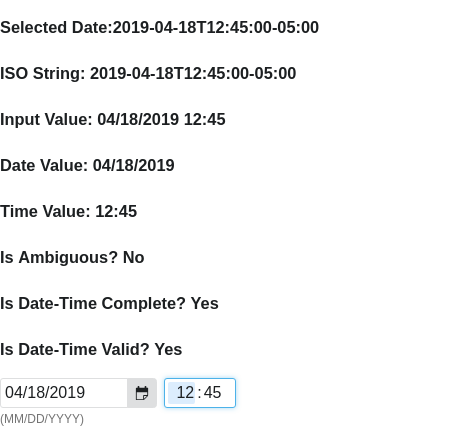 Selected Date:2019-04-18T12:45:00-05:00
ISO String: 2019-04-18T12:45:00-05:00
Input Value: 04/18/2019 12:45
Date Value: 04/18/2019
Time Value: 12:45
Is Ambiguous? No
Is Date-Time Complete? Yes
Is Date-Time Valid? Yes
04/18/2019 12:45
(MM/DD/YYYY)